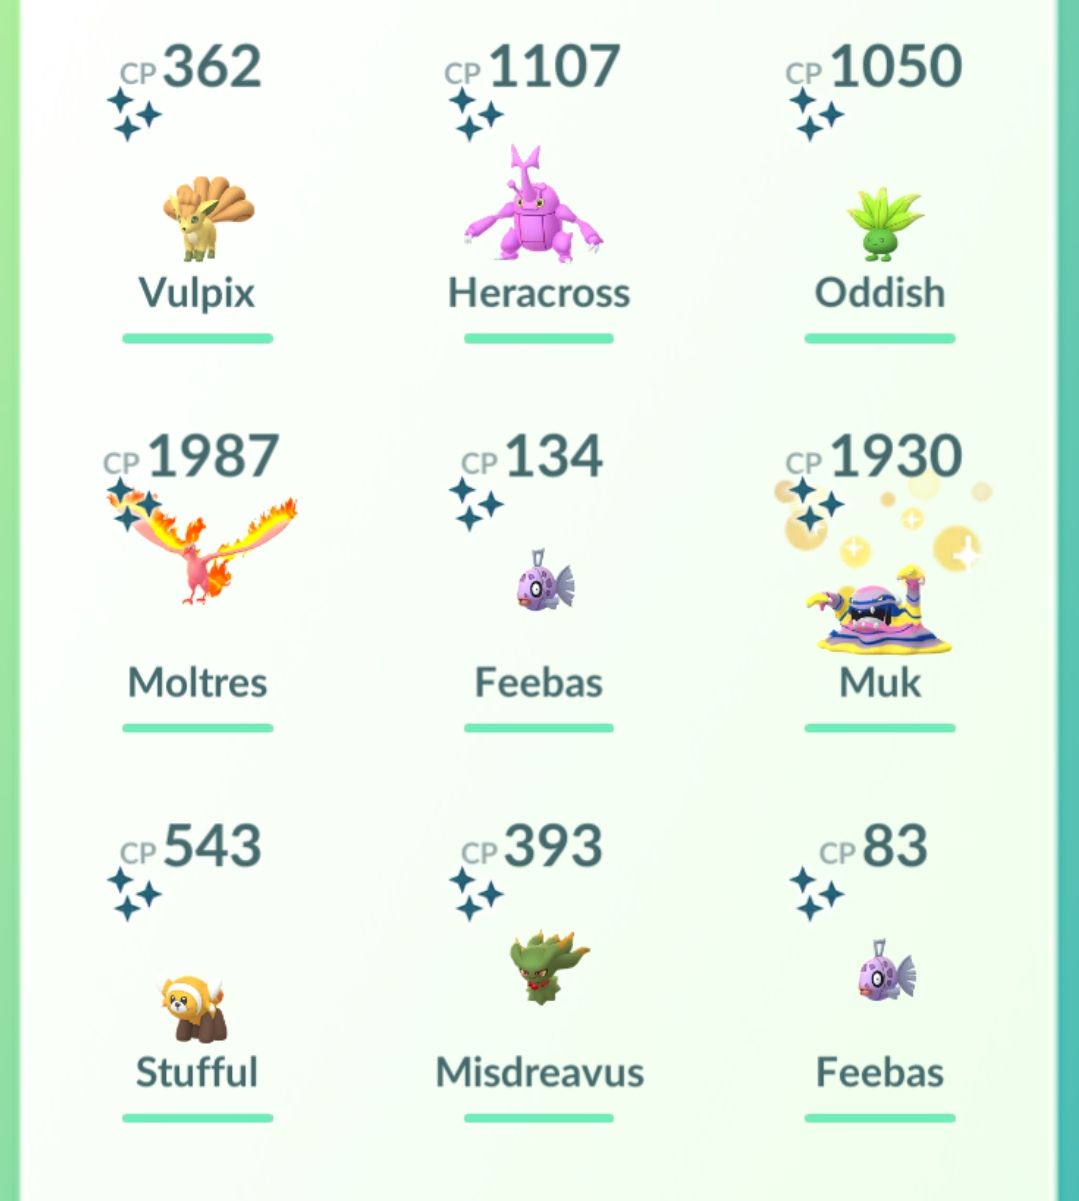 CP 362
CP 1107
CP 1050
Vulpix
Heracross
Oddish
CP 1987
CP 134
CP 1930
Moltres
Feebas
Muk
CP 543
CP 393
CP 83
Stufful
Misdreavus
Feebas